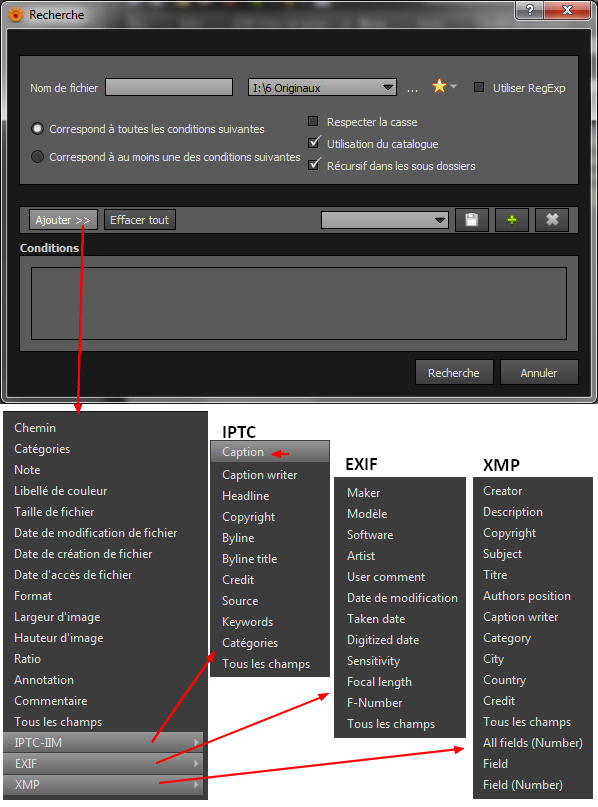 Recherche
Nom de fichier
I:\6 Originaux
...
Utiliser RegExp
Correspond à toutes les conditions suivantes
Correspond à au moins une des conditions suivantes
Respecter la casse
Utilisation du catalogue
Récursif dans les sous dossiers
Ajouter >>
Effacer tout
Conditions
Recherche
Annuler
Chemin
Catégories
Note
Libellé de couleur
Taille de fichier
Date de modification de fichier
Date de création de fichier
Date d'accès de fichier
Format
Largeur d'image
Hauteur d'image
Ratio
Annotation
Commentaire
Tous les champs
IPTC-IIM
EXIF
XMP
IPTC
Caption
Caption writer
Headline
Copyright
Byline
Byline title
Credit
Source
Keywords
Catégories
Tous les champs
EXIF
Maker
Modèle
Software
Artist
User comment
Date de modification
Taken date
Digitized date
Sensitivity
Focal length
F-Number
Tous les champs
XMP
Creator
Description
Copyright
Subject
Titre
Authors position
Caption writer
Category
City
Country
Credit
Tous les champs
All fields (Number)
Field
Field (Number)